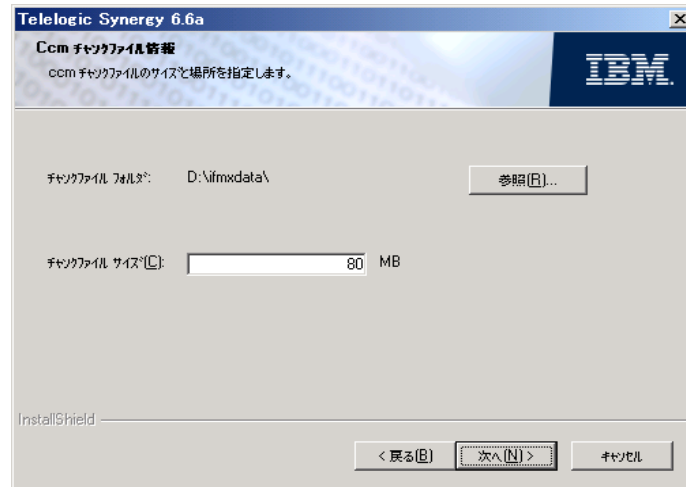 Telelogic Synergy 6.6a
Ccm ﾁｬﾝｸﾌｧｲﾙ情報
ccm ﾁｬﾝｸﾌｧｲﾙのｻｲｽﾞと場所を指定します。
IBM.
ﾁｬﾝｸﾌｧｲﾙ ﾌｫﾙﾀﾞ: D:\ifmxdata\ 参照(R)...
ﾁｬﾝｸﾌｧｲﾙ ｻｲｽﾞ(C): 80 MB
InstallShield
< 戻る(B) 次へ(N) > ｷｬﾝｾﾙ